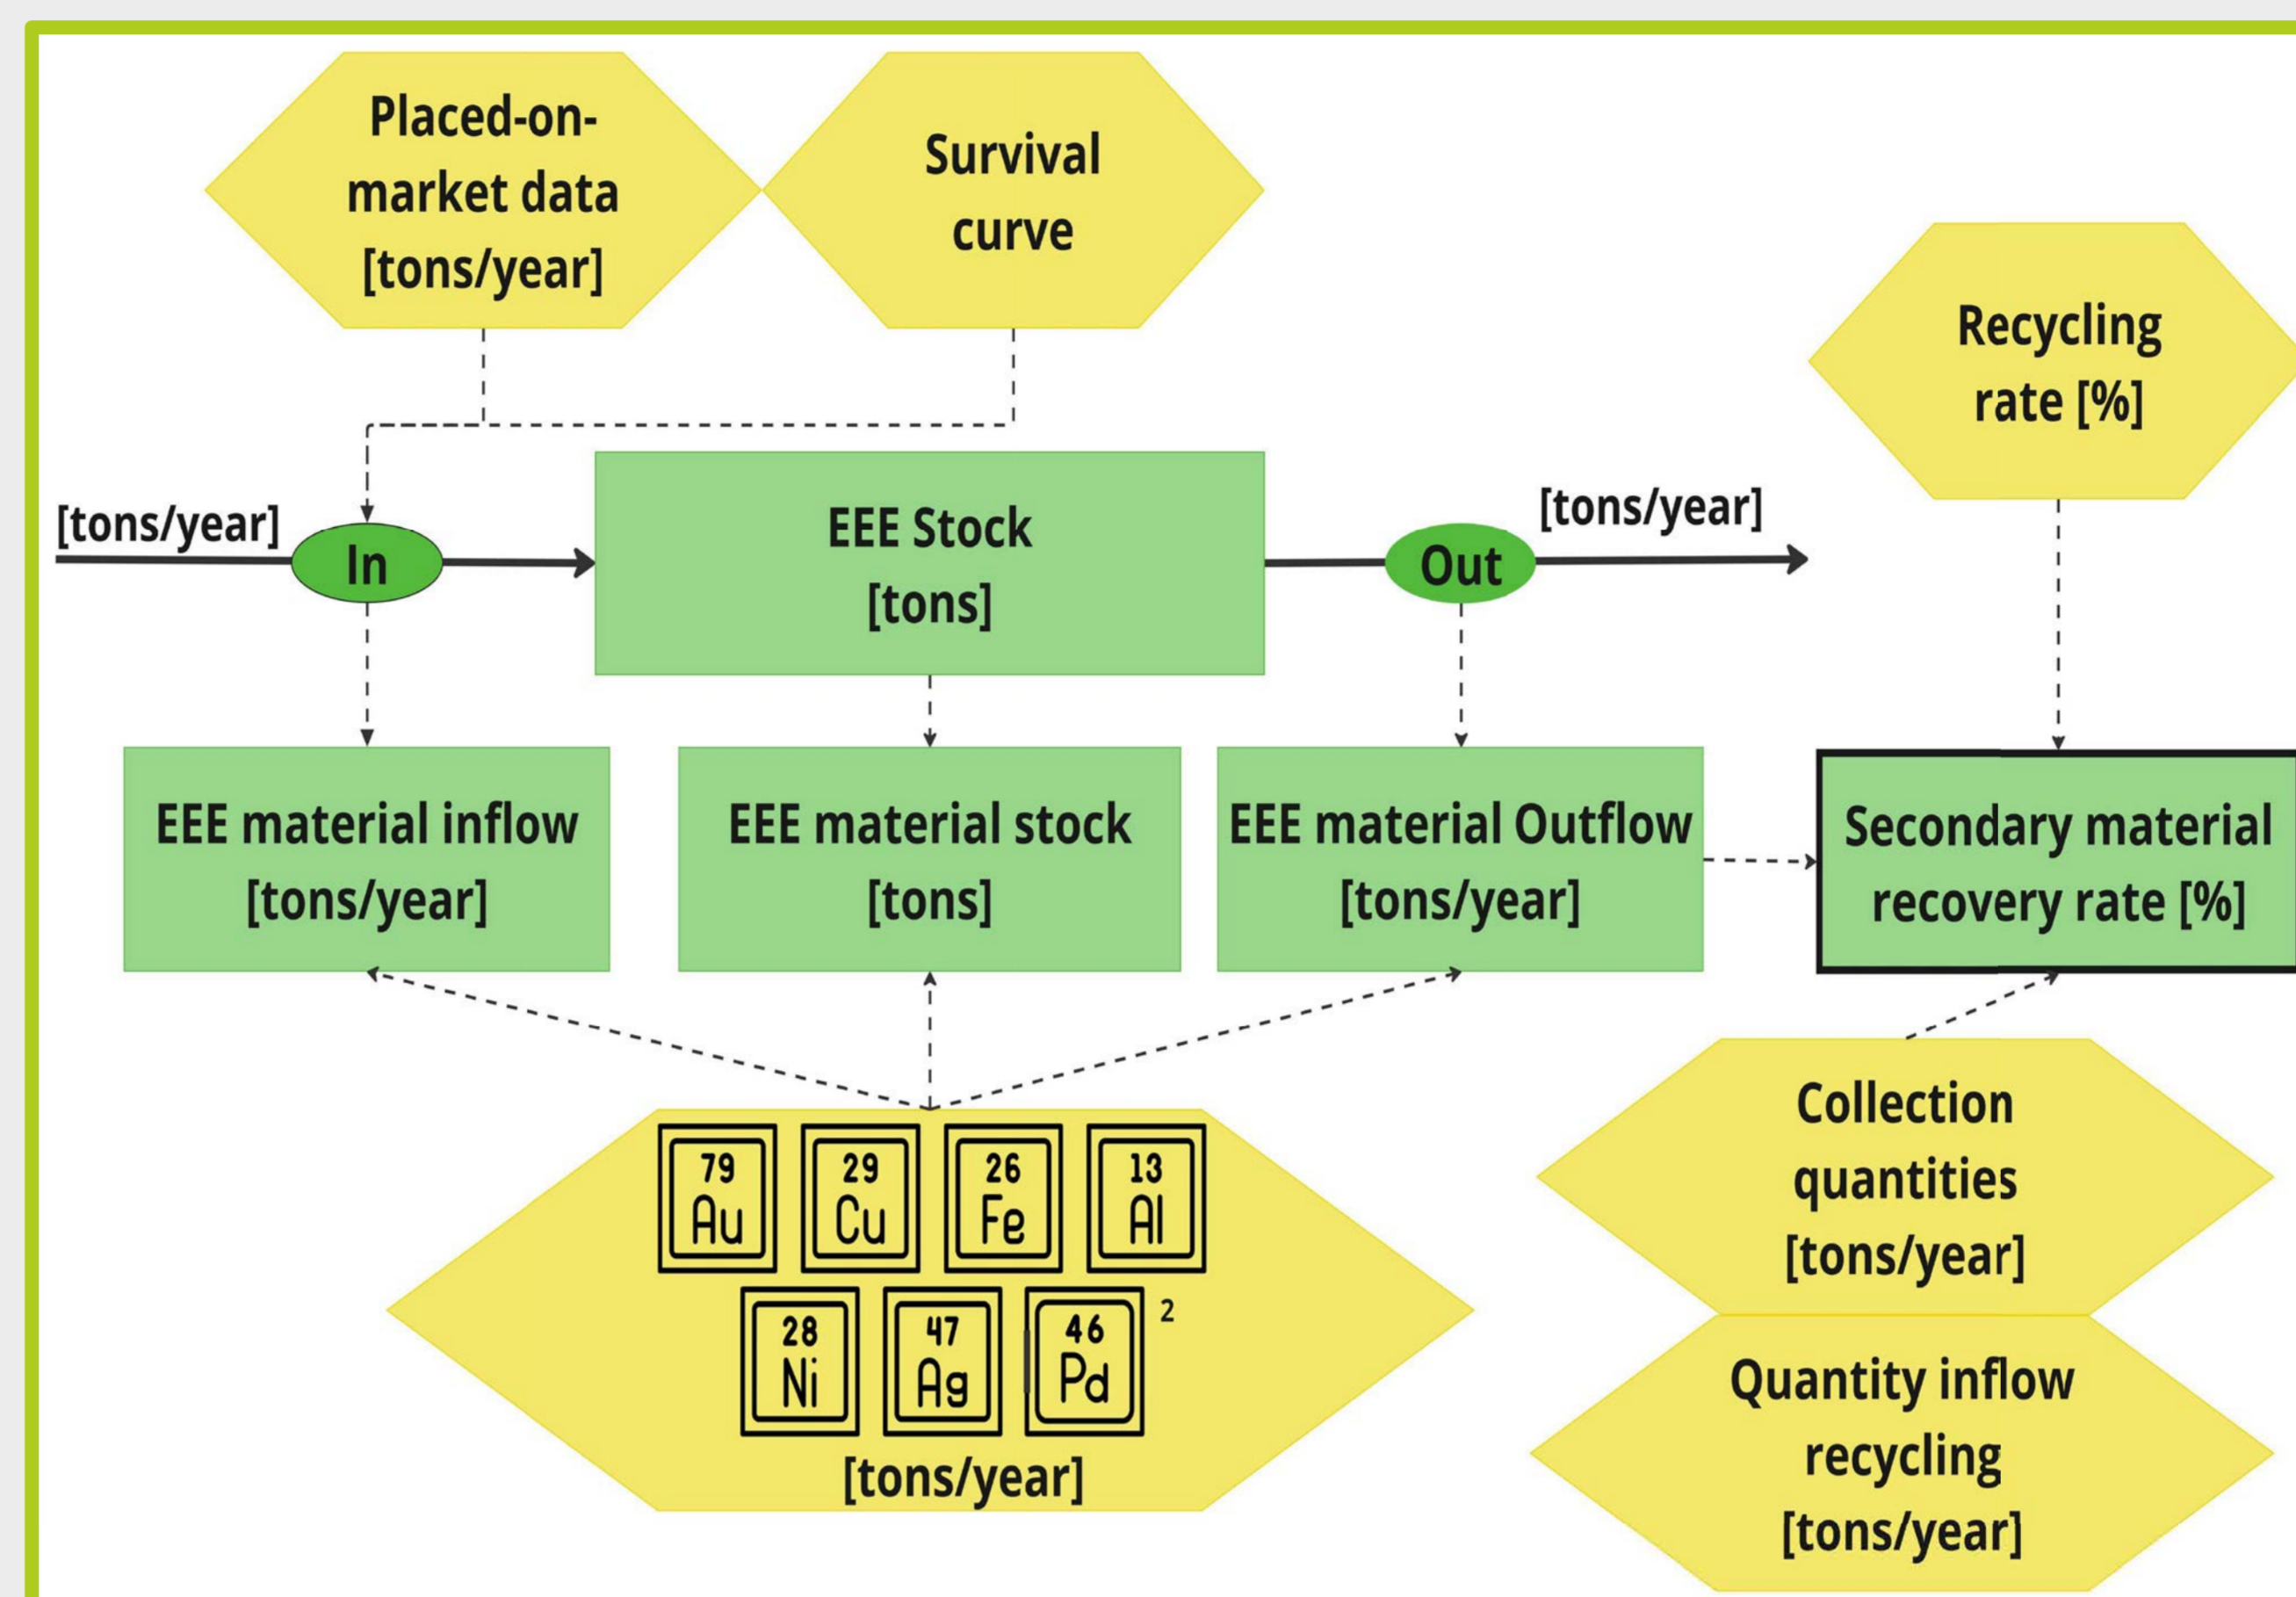 Placed-on-
market data
[tons/year]
Survival
curve
Recycling
rate [%]
[tons/year]
In
EEE Stock
[tons]
Out
[tons/year]
EEE material inflow
[tons/year]
EEE material stock
[tons]
EEE material Outflow
[tons/year]
Secondary material
recovery rate [%]
79
Au
29
Cu
26
Fe
13
Al
28
Ni
47
Ag
46
Pd
2
[tons/year]
Collection
quantities
[tons/year]
Quantity inflow
recycling
[tons/year]